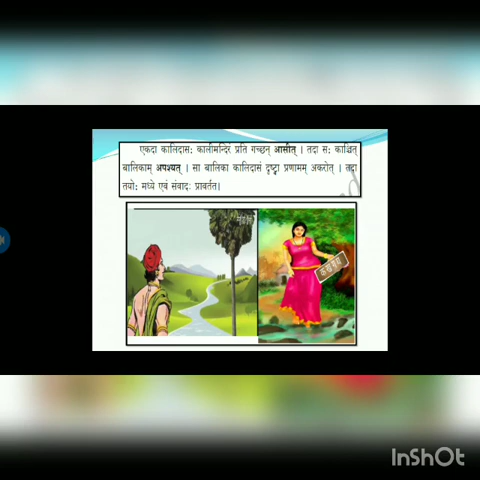 एकदा कालिदासः कालीमन्दिरं प्रति गच्छन् आसीत् । तदा सः काञ्चित्
बालिकाम् अपश्यत् । सा बालिका कालिदासं दृष्ट्वा प्रणामम् अकरोत् । तदा
तयोः मध्ये एवं संवादः प्रावर्तत।
InShOt